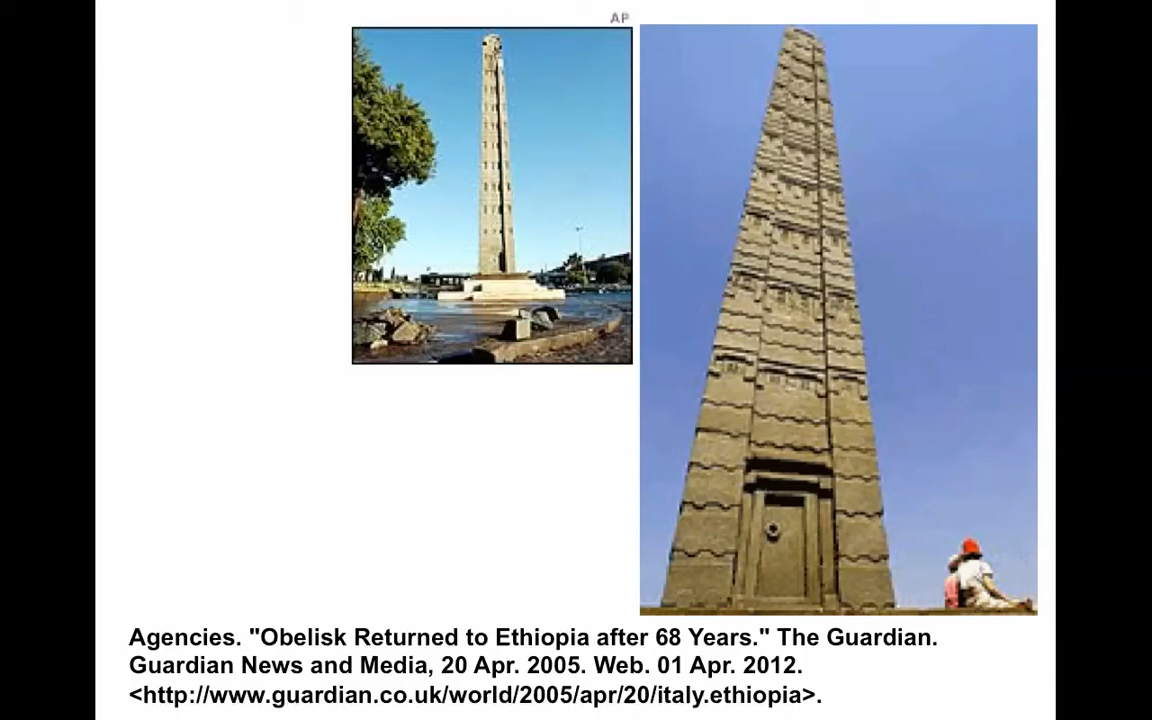 AP
Agencies. "Obelisk Returned to Ethiopia after 68 Years." The Guardian.
Guardian News and Media, 20 Apr. 2005. Web. 01 Apr. 2012.
<http://www.guardian.co.uk/world/2005/apr/20/italy.ethiopia>.